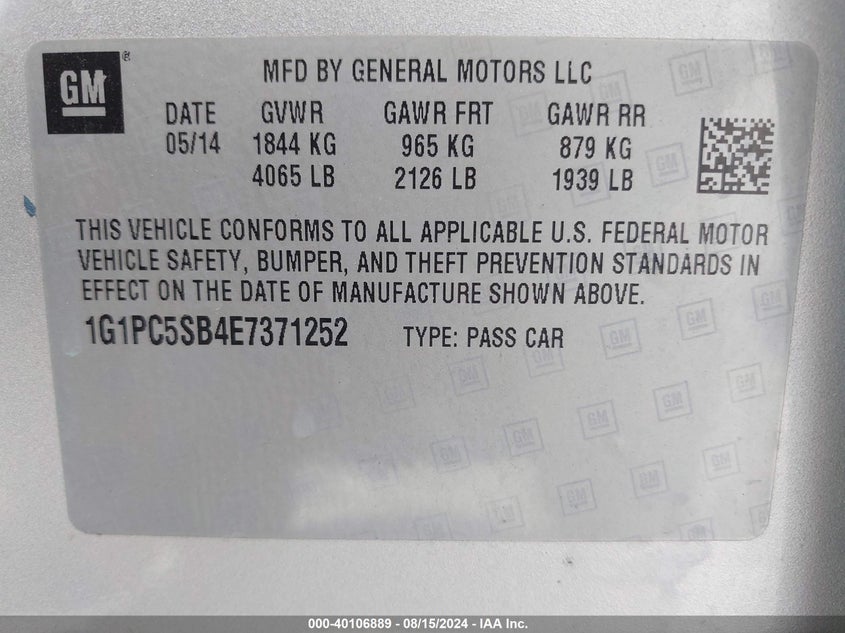 GM®
MFD BY GENERAL MOTORS LLC
DATE GVWR GAWR FRT GAWR RR
05/14 1844 KG 965 KG 879 KG
4065 LB 2126 LB 1939 LB
THIS VEHICLE CONFORMS TO ALL APPLICABLE U.S. FEDERAL MOTOR
VEHICLE SAFETY, BUMPER, AND THEFT PREVENTION STANDARDS IN
EFFECT ON THE DATE OF MANUFACTURE SHOWN ABOVE.
1G1PC5SB4E7371252 TYPE: PASS CAR
000-40106889 - 08/15/2024 - IAA Inc.